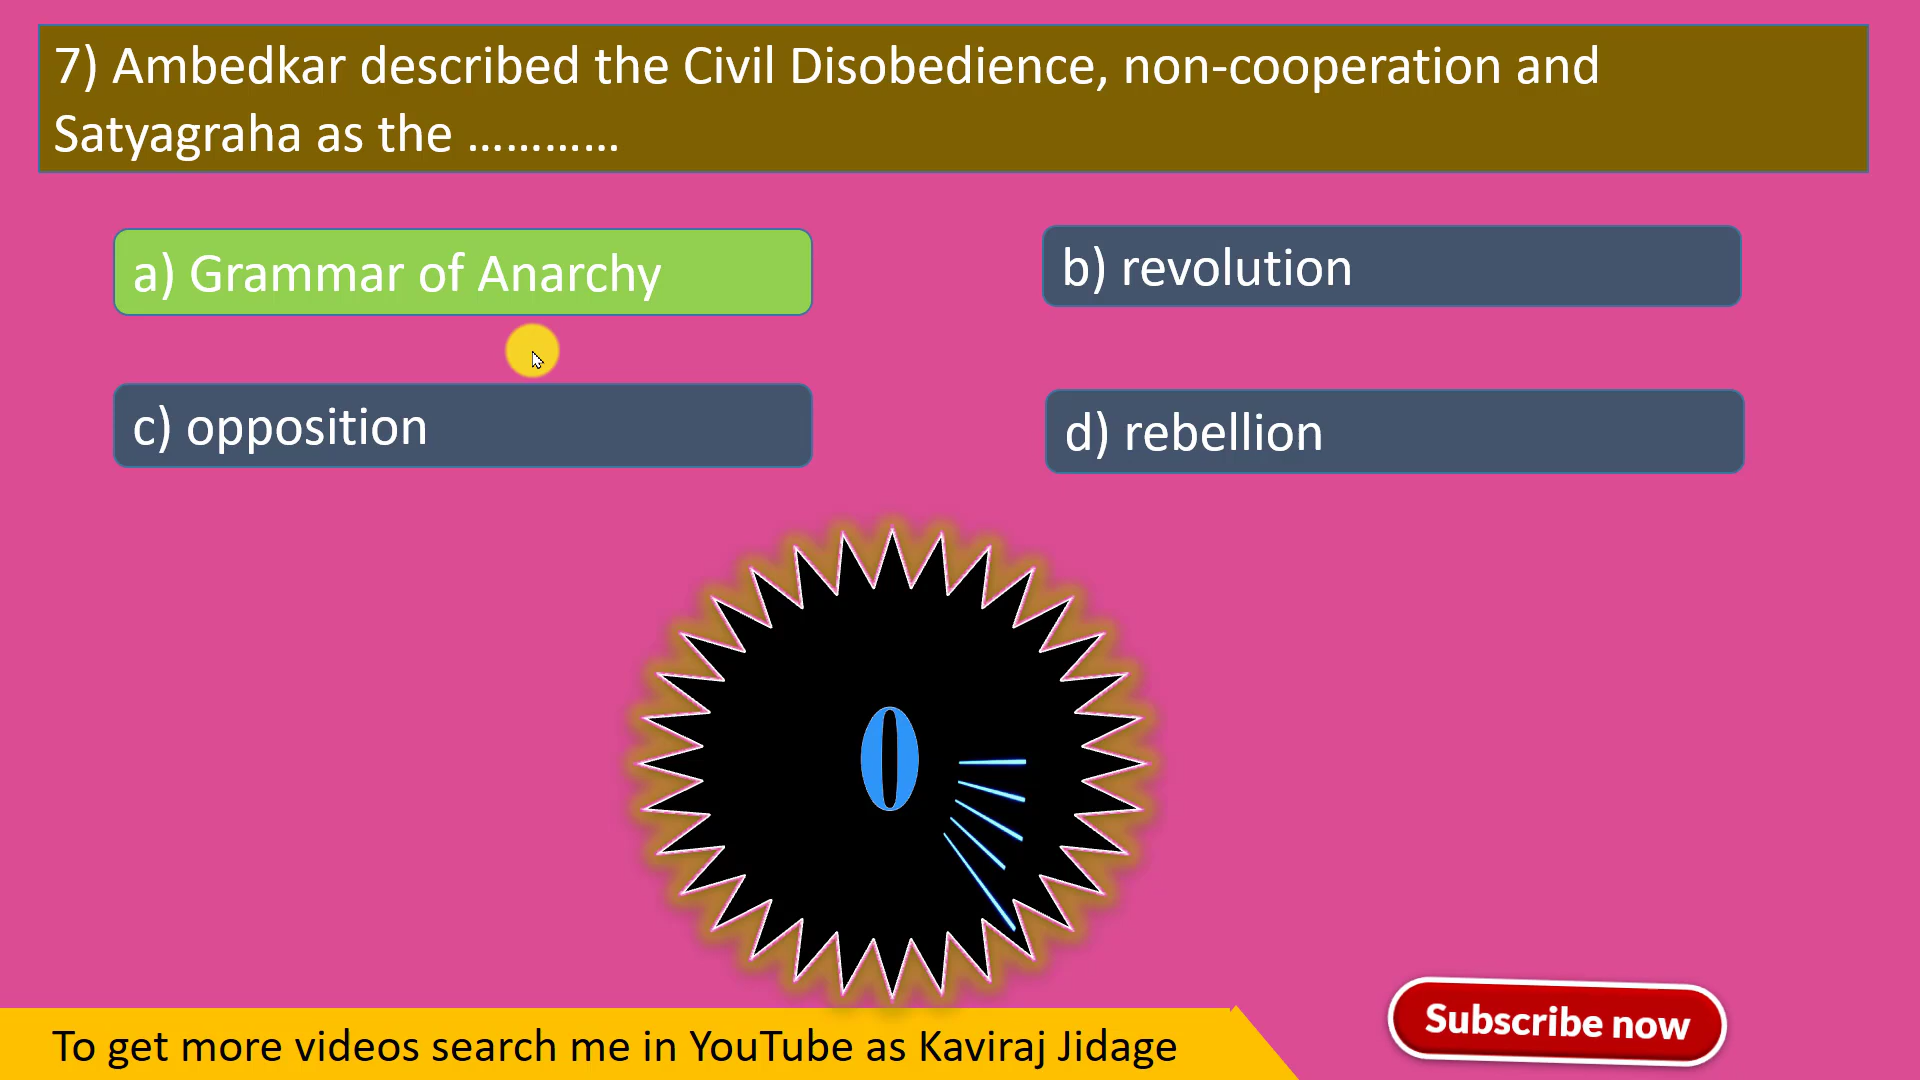 7) Ambedkar described the Civil Disobedience, non-cooperation and
Satyagraha as the ............
a) Grammar of Anarchy
b) revolution
c) opposition
d) rebellion
0
To get more videos search me in YouTube as Kaviraj Jidage
Subscribe now